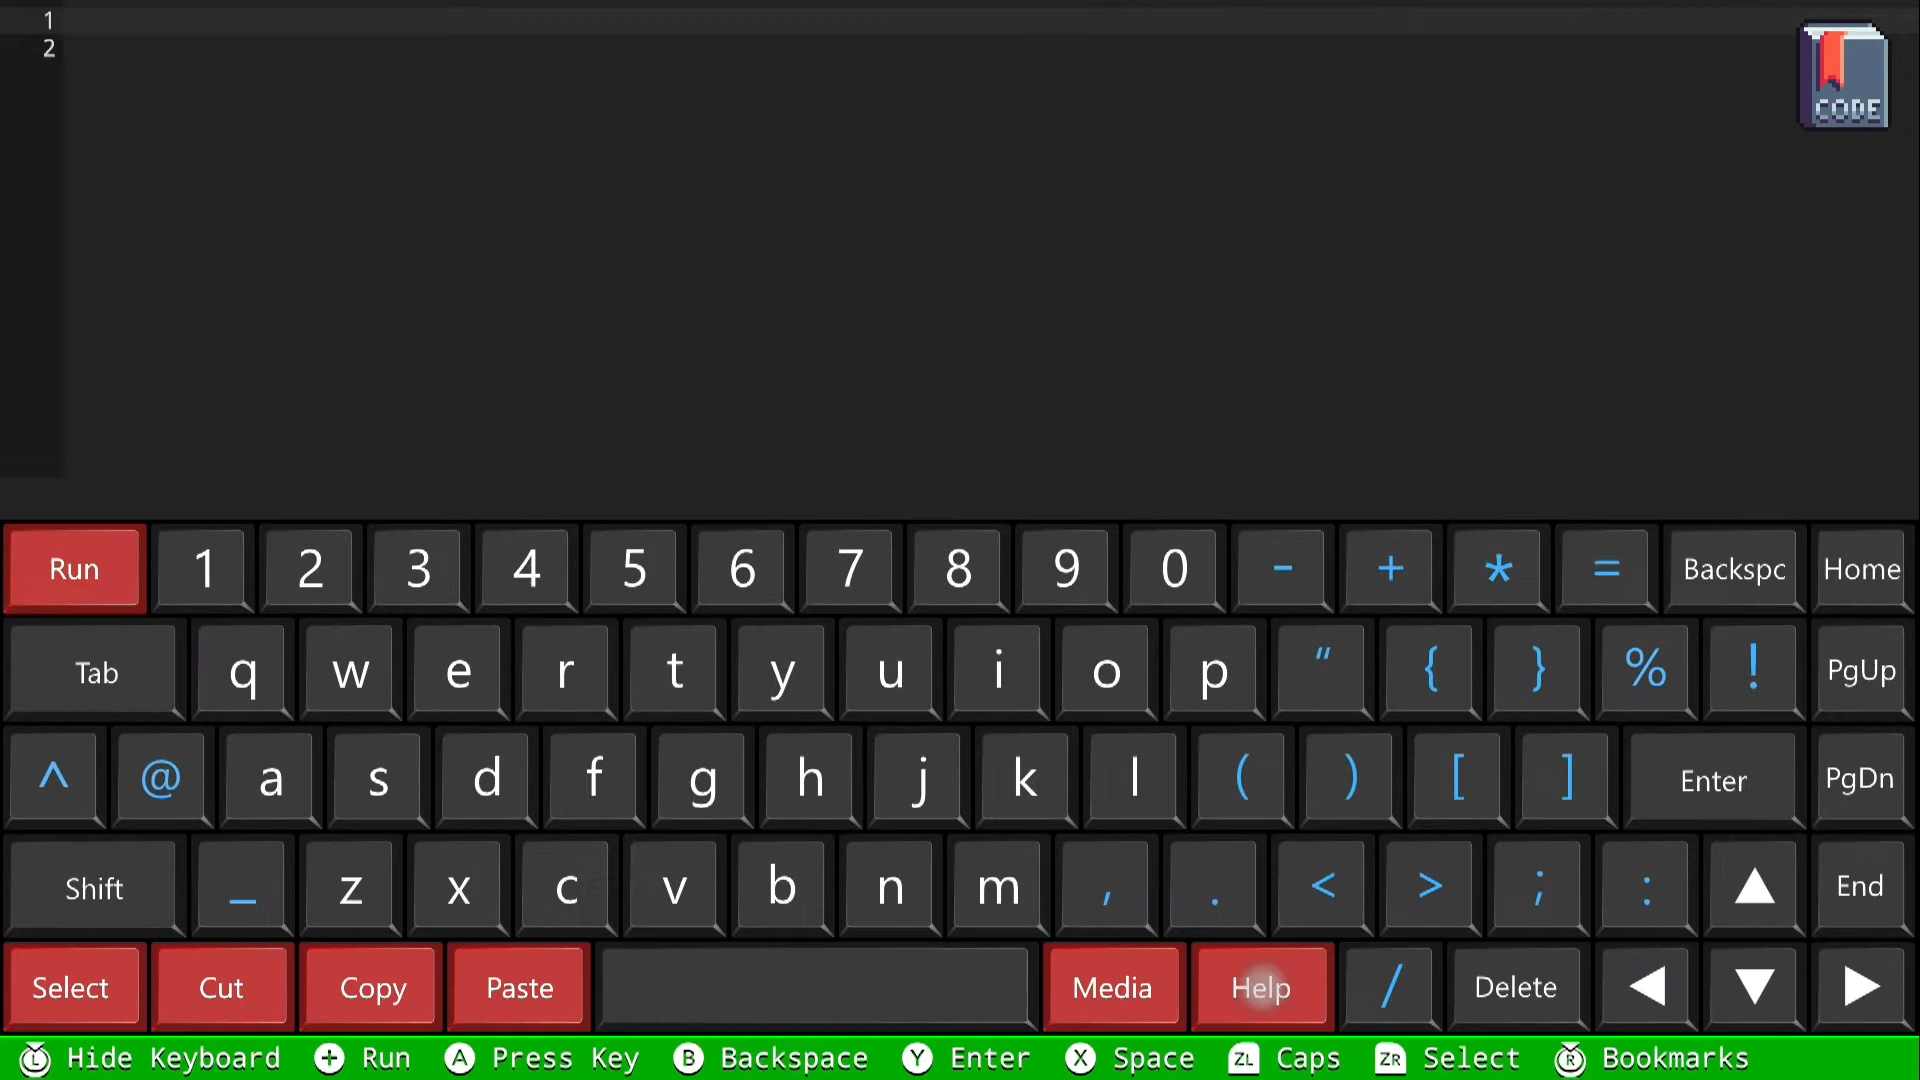 1
2
CODE
Run 1 2 3 4 5 6 7 8 9 0 - + * = Backspc Home
Tab q w e r t y u i o p “ { } % ! PgUp
^ @ a s d f g h j k l ( ) [ ] Enter PgDn
Shift _ z x c v b n m , . < > ; : ▲ End
Select Cut Copy Paste Media Help / Delete ◀ ▼ ▶
L Hide Keyboard + Run A Press Key B Backspace Y Enter X Space ZL Caps ZR Select R Bookmarks